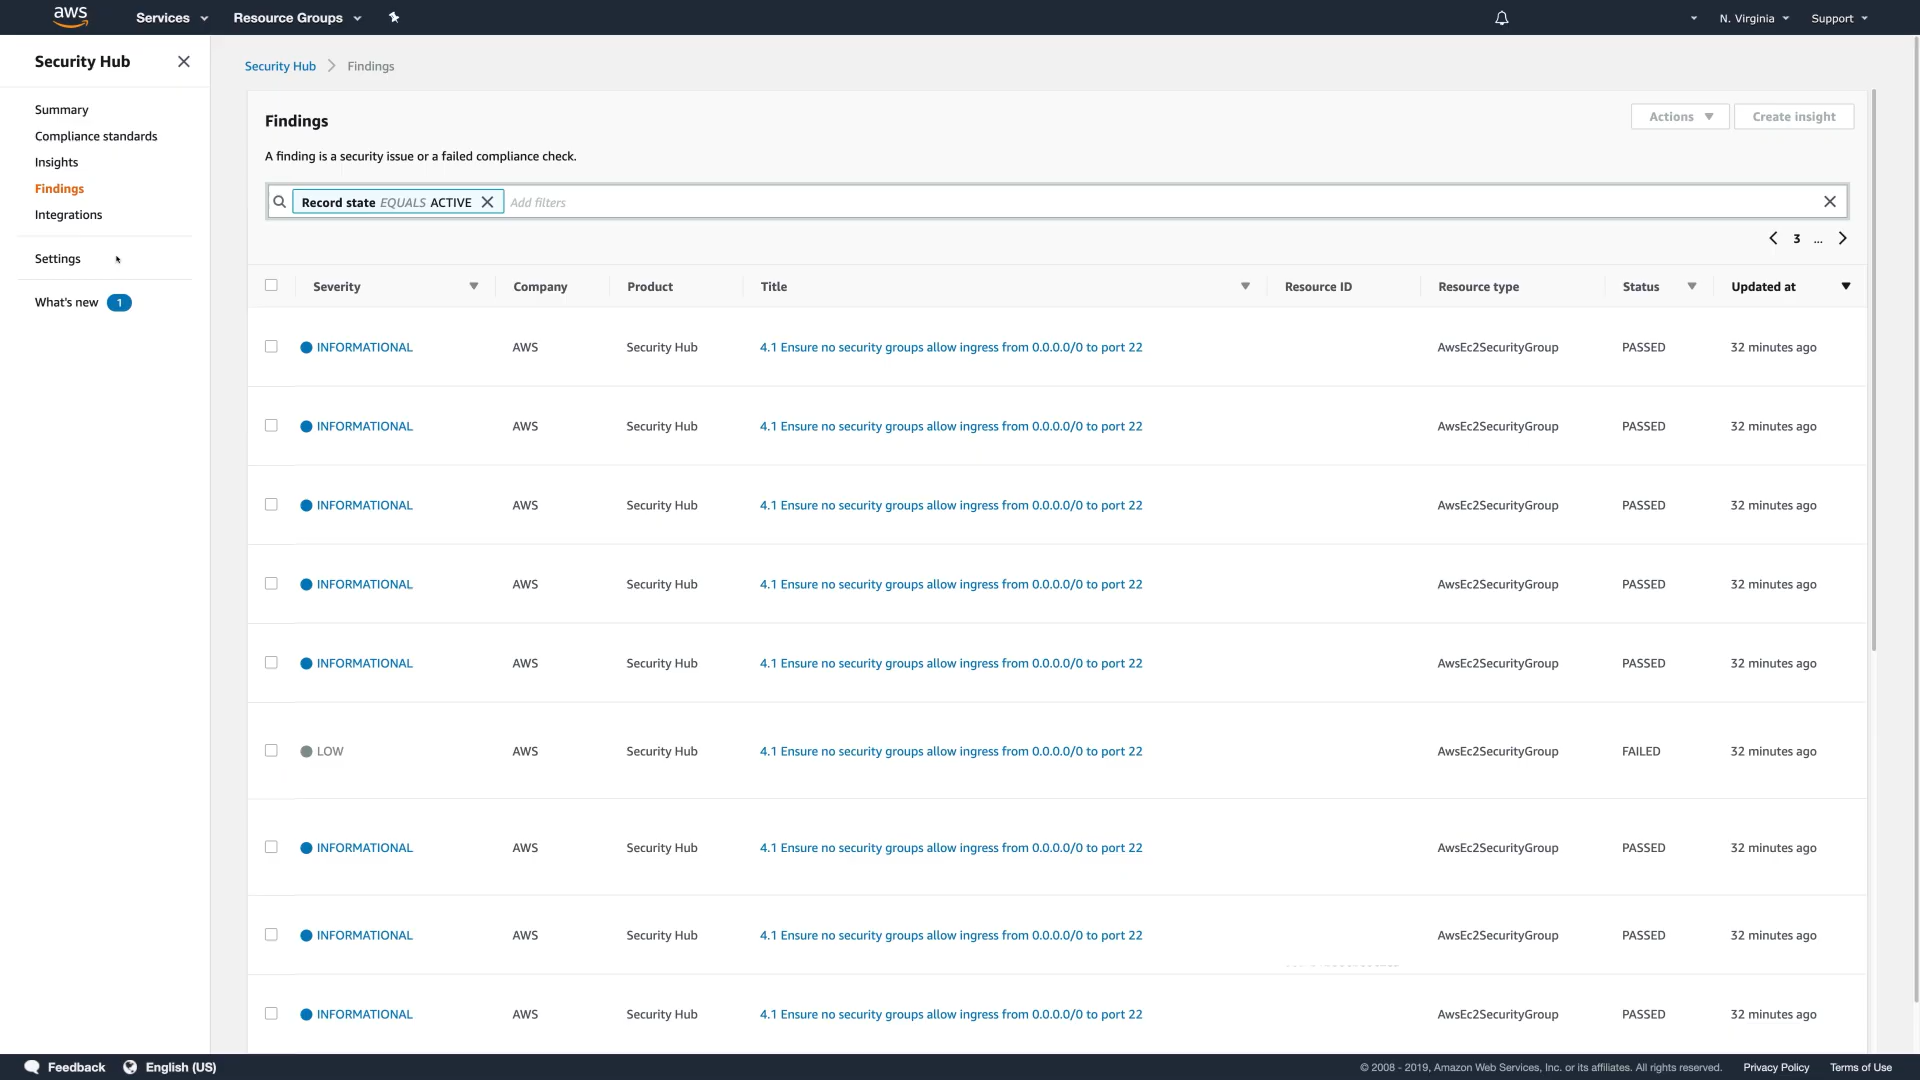 aws
Services
Resource Groups
N. Virginia
Support
Security Hub
Summary
Compliance standards
Insights
Findings
Integrations
Settings
What's new 1
Security Hub > Findings
Findings
Actions
Create insight
A finding is a security issue or a failed compliance check.
Record state EQUALS ACTIVE Add filters
3 ...
Severity Company Product Title Resource ID Resource type Status Updated at
INFORMATIONAL AWS Security Hub 4.1 Ensure no security groups allow ingress from 0.0.0.0/0 to port 22 AwsEc2SecurityGroup PASSED 32 minutes ago
INFORMATIONAL AWS Security Hub 4.1 Ensure no security groups allow ingress from 0.0.0.0/0 to port 22 AwsEc2SecurityGroup PASSED 32 minutes ago
INFORMATIONAL AWS Security Hub 4.1 Ensure no security groups allow ingress from 0.0.0.0/0 to port 22 AwsEc2SecurityGroup PASSED 32 minutes ago
INFORMATIONAL AWS Security Hub 4.1 Ensure no security groups allow ingress from 0.0.0.0/0 to port 22 AwsEc2SecurityGroup PASSED 32 minutes ago
INFORMATIONAL AWS Security Hub 4.1 Ensure no security groups allow ingress from 0.0.0.0/0 to port 22 AwsEc2SecurityGroup PASSED 32 minutes ago
LOW AWS Security Hub 4.1 Ensure no security groups allow ingress from 0.0.0.0/0 to port 22 AwsEc2SecurityGroup FAILED 32 minutes ago
INFORMATIONAL AWS Security Hub 4.1 Ensure no security groups allow ingress from 0.0.0.0/0 to port 22 AwsEc2SecurityGroup PASSED 32 minutes ago
INFORMATIONAL AWS Security Hub 4.1 Ensure no security groups allow ingress from 0.0.0.0/0 to port 22 AwsEc2SecurityGroup PASSED 32 minutes ago
INFORMATIONAL AWS Security Hub 4.1 Ensure no security groups allow ingress from 0.0.0.0/0 to port 22 AwsEc2SecurityGroup PASSED 32 minutes ago
Feedback
English (US)
© 2008 - 2019, Amazon Web Services, Inc. or its affiliates. All rights reserved.
Privacy Policy
Terms of Use